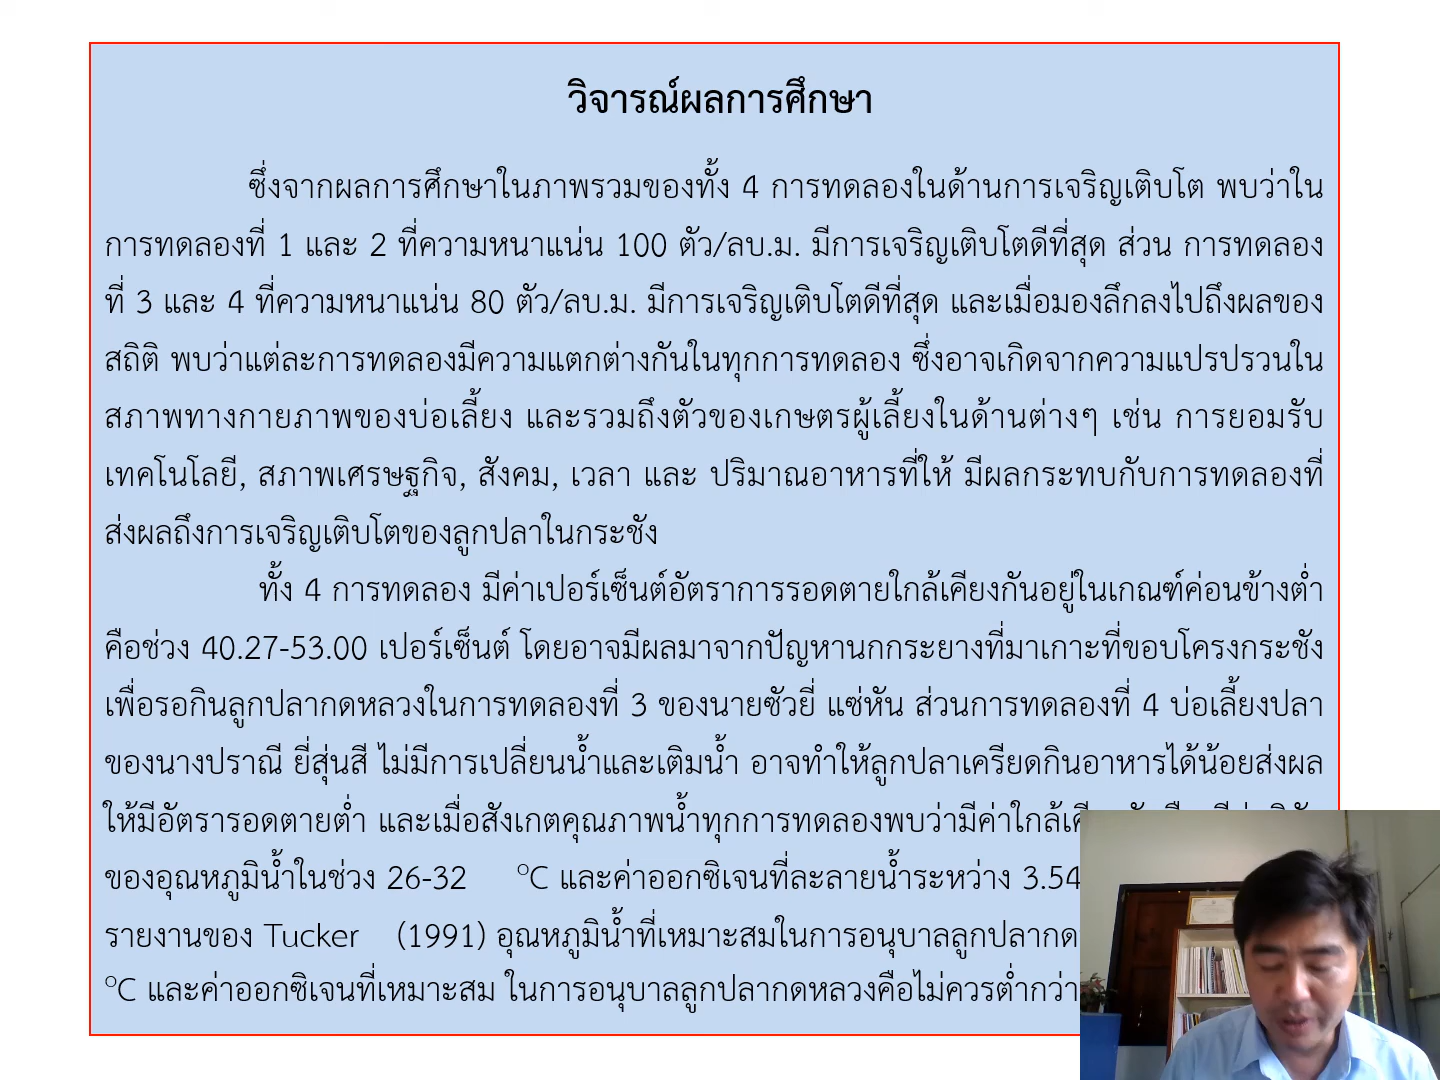 วิจารณ์ผลการศึกษา
ซึ่งจากผลการศึกษาในภาพรวมของทั้ง 4 การทดลองในด้านการเจริญเติบโต พบว่าใน
การทดลองที่ 1 และ 2 ที่ความหนาแน่น 100 ตัว/ลบ.ม. มีการเจริญเติบโตดีที่สุด ส่วน การทดลอง
ที่ 3 และ 4 ที่ความหนาแน่น 80 ตัว/ลบ.ม. มีการเจริญเติบโตดีที่สุด และเมื่อมองลึกลงไปถึงผลของ
สถิติ พบว่าแต่ละการทดลองมีความแตกต่างกันในทุกการทดลอง ซึ่งอาจเกิดจากความแปรปรวนใน
สภาพทางกายภาพของบ่อเลี้ยง และรวมถึงตัวของเกษตรผู้เลี้ยงในด้านต่างๆ เช่น การยอมรับ
เทคโนโลยี, สภาพเศรษฐกิจ, สังคม, เวลา และ ปริมาณอาหารที่ให้ มีผลกระทบกับการทดลองที่
ส่งผลถึงการเจริญเติบโตของลูกปลาในกระชัง
ทั้ง 4 การทดลอง มีค่าเปอร์เซ็นต์อัตราการรอดตายใกล้เคียงกันอยู่ในเกณฑ์ค่อนข้างต่ำ
คือช่วง 40.27-53.00 เปอร์เซ็นต์ โดยอาจมีผลมาจากปัญหานกกระยางที่มาเกาะที่ขอบโครงกระชัง
เพื่อรอกินลูกปลากดหลวงในการทดลองที่ 3 ของนายซัวยี่ แซ่หัน ส่วนการทดลองที่ 4 บ่อเลี้ยงปลา
ของนางปราณี ยี่สุ่นสี ไม่มีการเปลี่ยนน้ำและเติมน้ำ อาจทำให้ลูกปลาเครียดกินอาหารได้น้อยส่งผล
ให้มีอัตรารอดตายต่ำ และเมื่อสังเกตคุณภาพน้ำทุกการทดลองพบว่ามีค่าใกล้
ของอุณหภูมิน้ำในช่วง 26-32 °C และค่าออกซิเจนที่ละลายน้ำระหว่าง 3.54
รายงานของ Tucker (1991) อุณหภูมิน้ำที่เหมาะสมในการอนุบาลลูกปลากด
°C และค่าออกซิเจนที่เหมาะสม ในการอนุบาลลูกปลากดหลวงคือไม่ควรต่ำกว่า